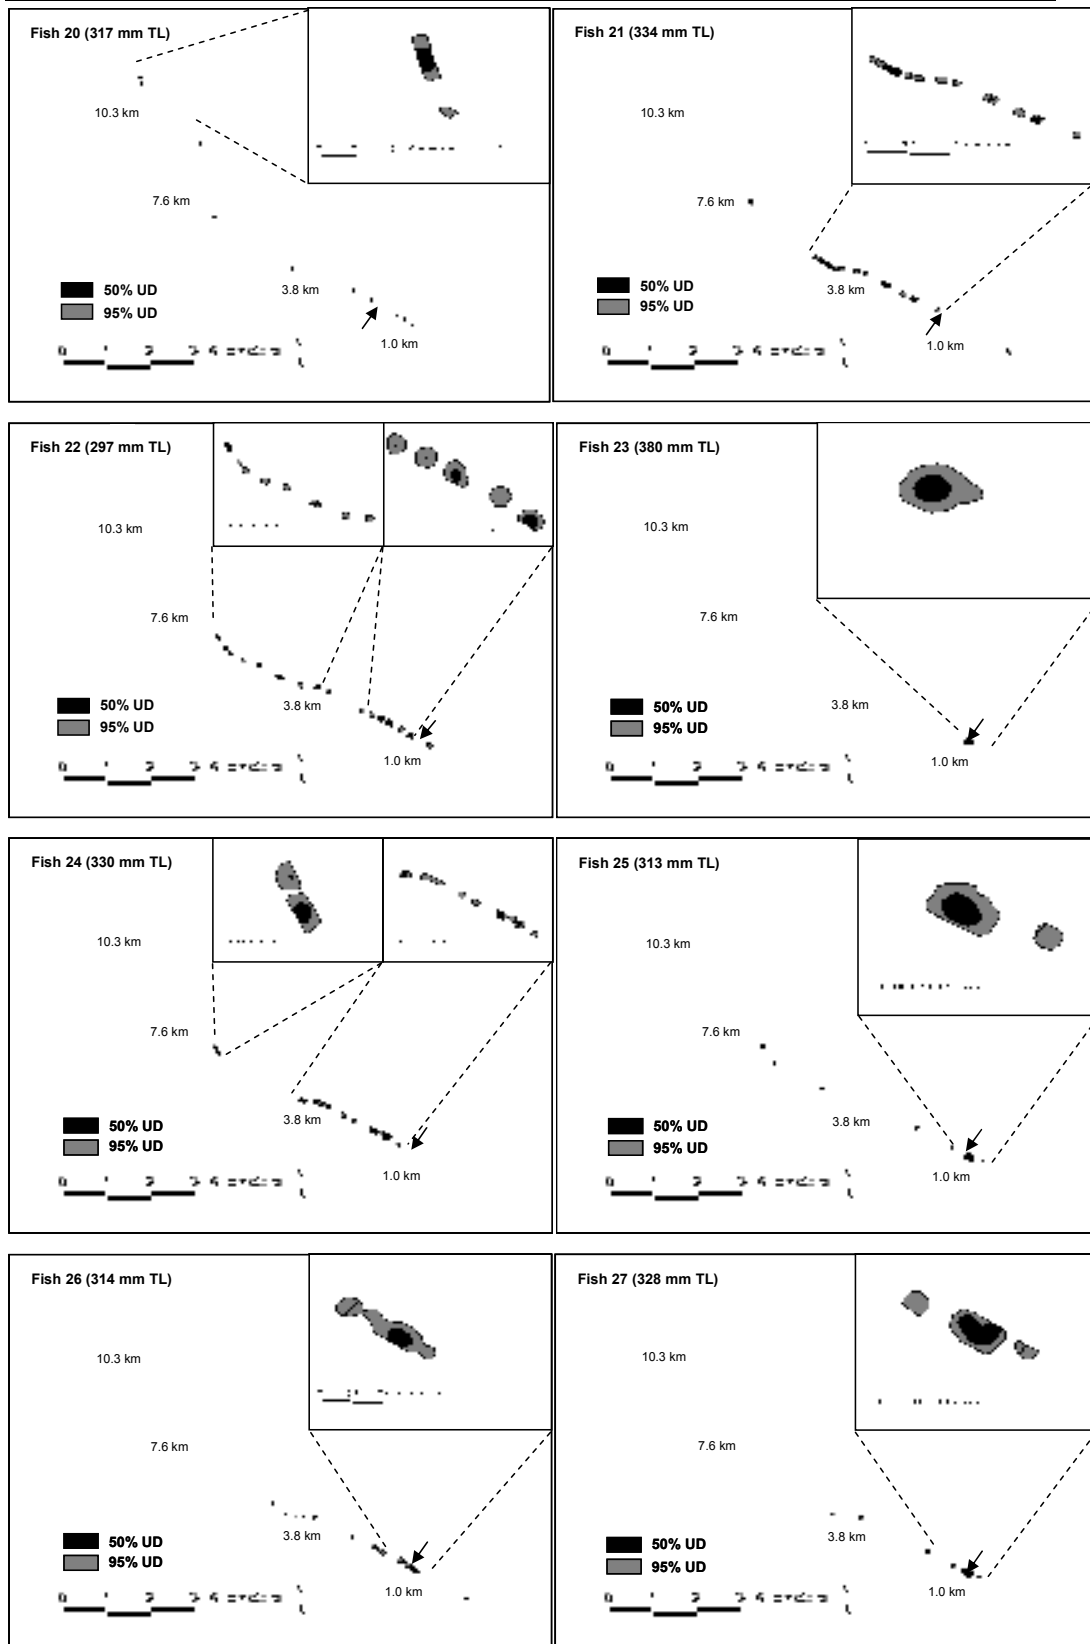 Fish 20 (317 mm TL)
10.3 km
7.6 km
3.8 km
1.0 km
50% UD
95% UD
Fish 21 (334 mm TL)
10.3 km
7.6 km
3.8 km
1.0 km
50% UD
95% UD
Fish 22 (297 mm TL)
10.3 km
7.6 km
3.8 km
1.0 km
50% UD
95% UD
Fish 23 (380 mm TL)
10.3 km
7.6 km
3.8 km
1.0 km
50% UD
95% UD
Fish 24 (330 mm TL)
10.3 km
7.6 km
3.8 km
1.0 km
50% UD
95% UD
Fish 25 (313 mm TL)
10.3 km
7.6 km
3.8 km
1.0 km
50% UD
95% UD
Fish 26 (314 mm TL)
10.3 km
7.6 km
3.8 km
1.0 km
50% UD
95% UD
Fish 27 (328 mm TL)
10.3 km
7.6 km
3.8 km
1.0 km
50% UD
95% UD